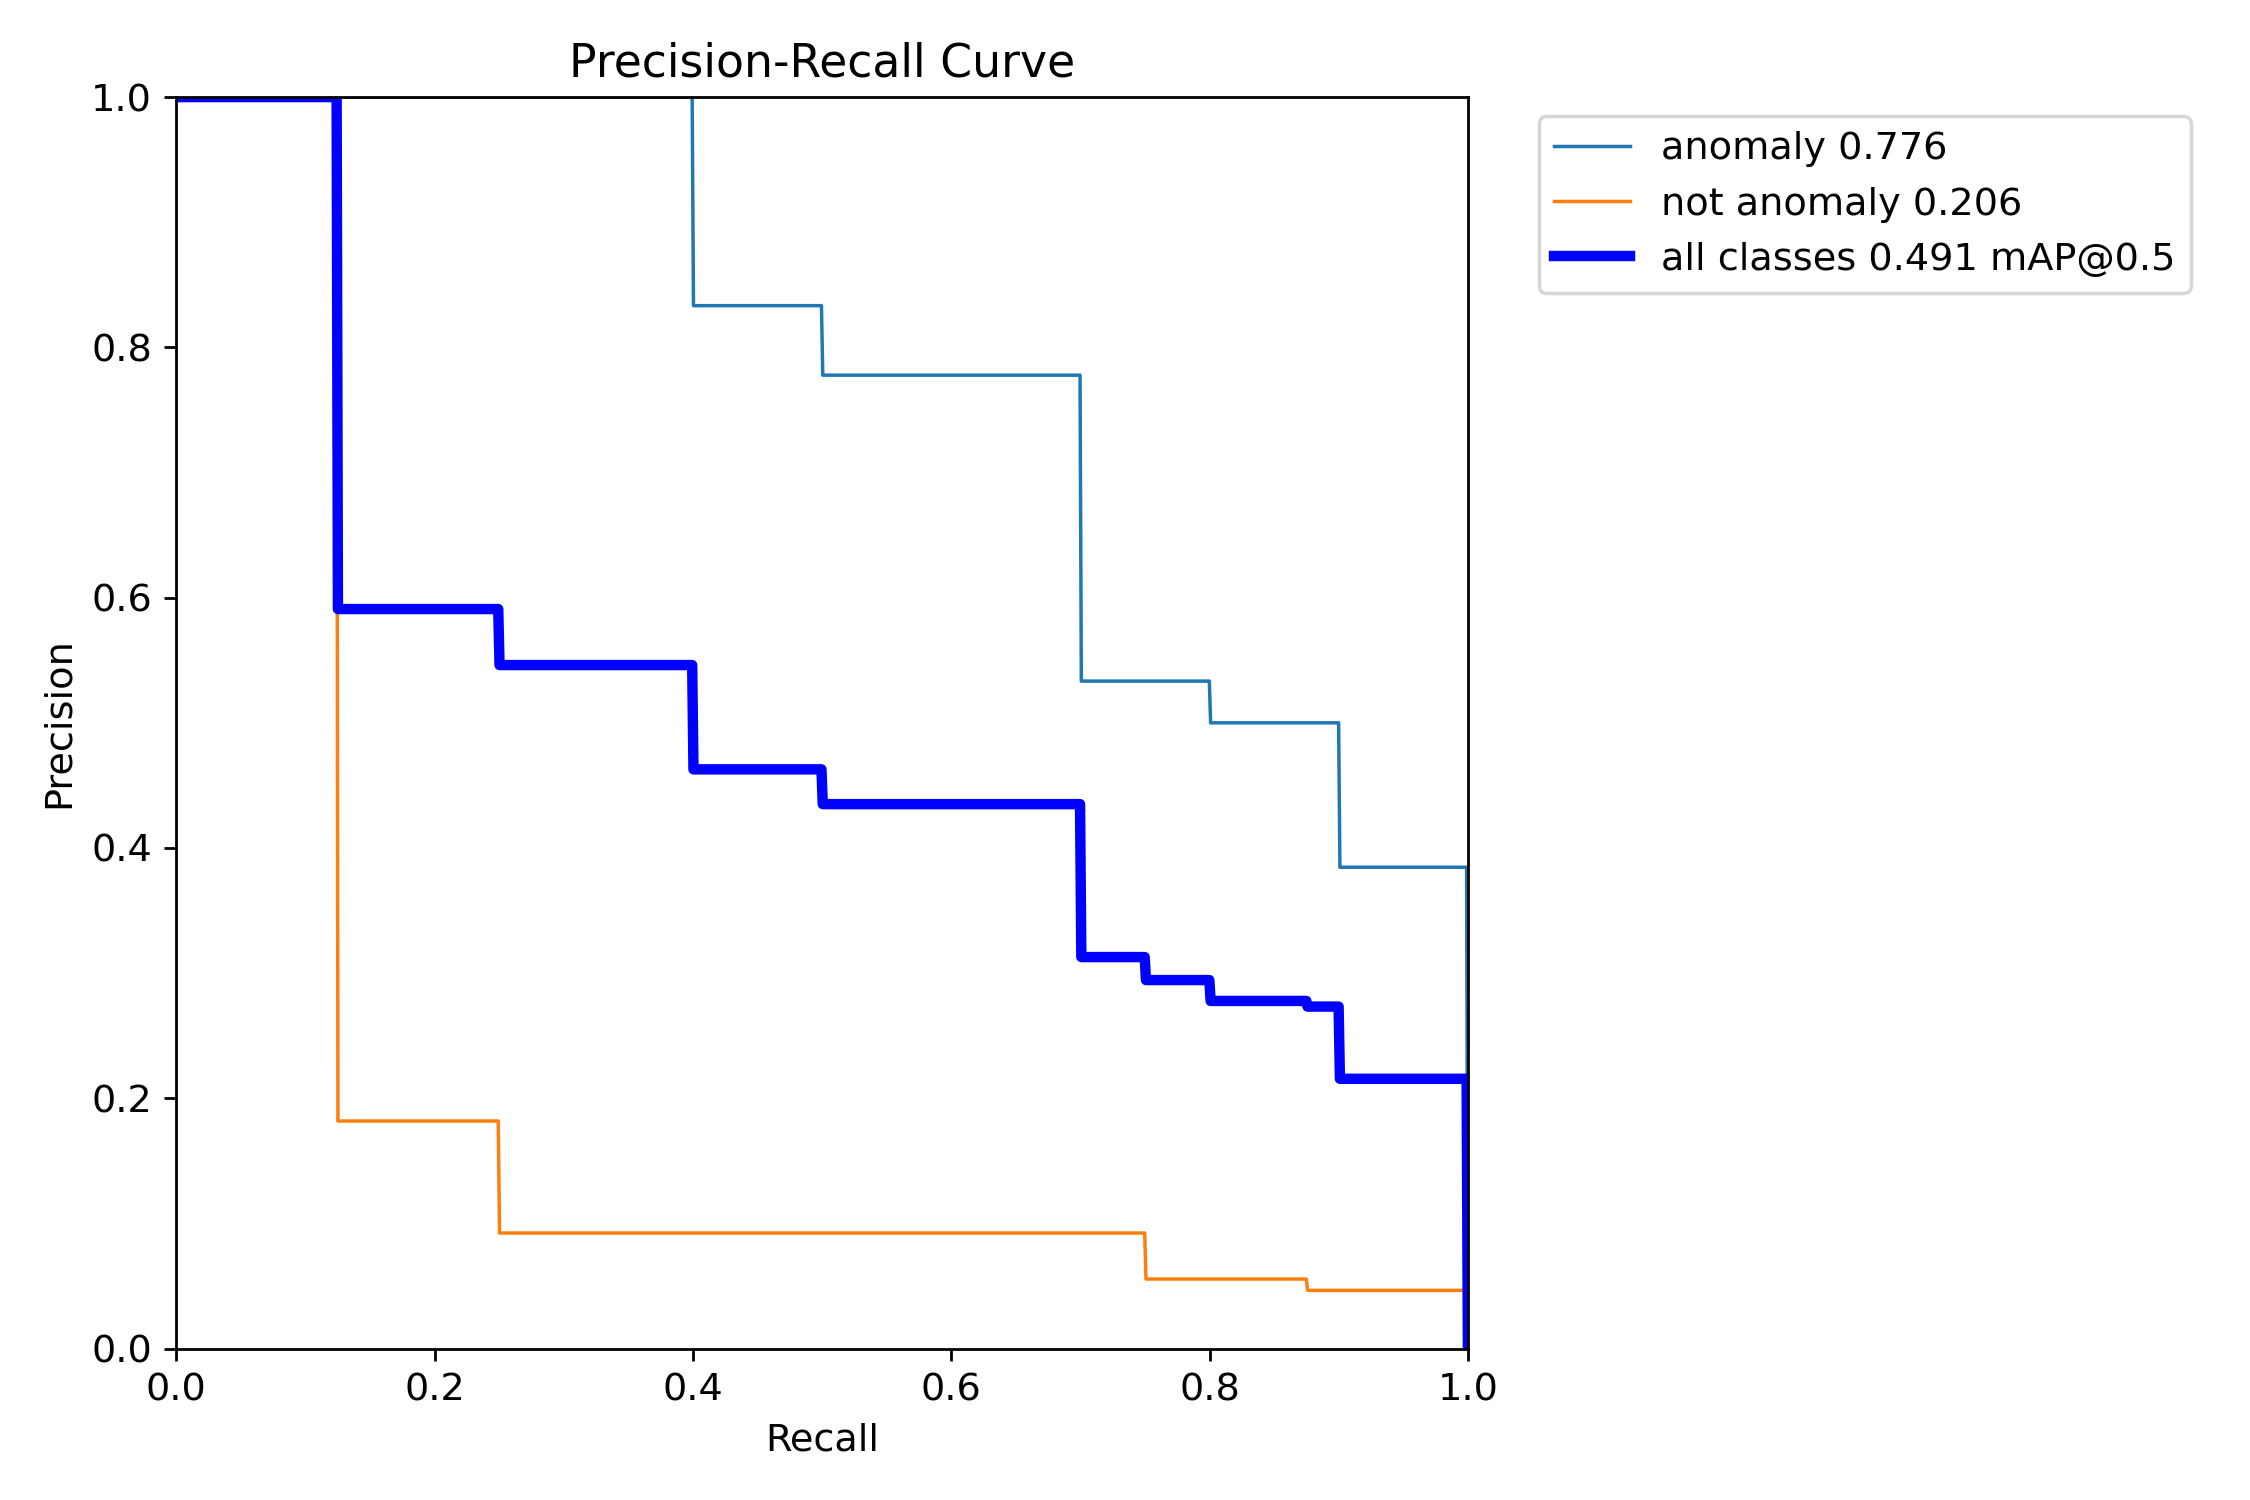 Precision-Recall Curve
1.0
0.8
0.6
0.4
0.2
0.0
Precision
0.0 0.2 0.4 0.6 0.8 1.0
Recall
anomaly 0.776
not anomaly 0.206
all classes 0.491 mAP@0.5